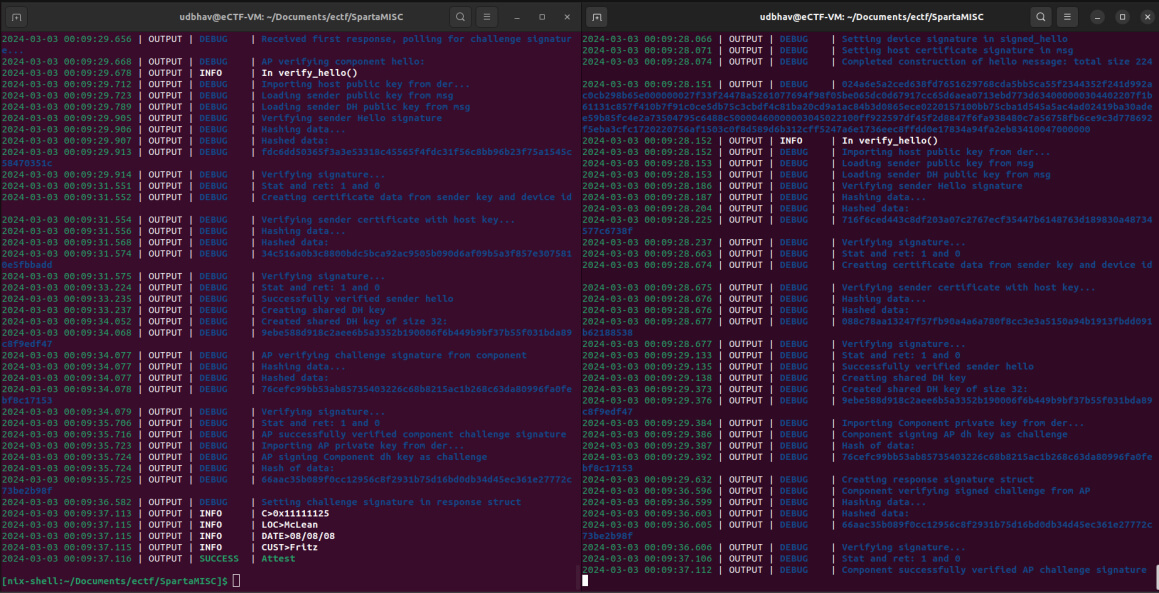 udbhav@eCTF-VM: ~/Documents/ectf/SpartaMISC
2024-03-03 00:09:29.656 | OUTPUT | DEBUG | Received first response, polling for challenge signatur
e...
2024-03-03 00:09:29.668 | OUTPUT | DEBUG | AP verifying component hello:
2024-03-03 00:09:29.678 | OUTPUT | INFO | In verify_hello()
2024-03-03 00:09:29.712 | OUTPUT | DEBUG | Importing host public key from der...
2024-03-03 00:09:29.723 | OUTPUT | DEBUG | Loading sender public key from msg
2024-03-03 00:09:29.789 | OUTPUT | DEBUG | Loading sender DH public key from msg
2024-03-03 00:09:29.905 | OUTPUT | DEBUG | Verifying sender Hello signature
2024-03-03 00:09:29.906 | OUTPUT | DEBUG | Hashing data...
2024-03-03 00:09:29.907 | OUTPUT | DEBUG | Hashed data:
2024-03-03 00:09:29.913 | OUTPUT | DEBUG | fdc6dd50365f3a3e53318c45565f4fdc31f56c8bb96b23f75a1545c
58470351c
2024-03-03 00:09:29.914 | OUTPUT | DEBUG | Verifying signature...
2024-03-03 00:09:31.551 | OUTPUT | DEBUG | Stat and ret: 1 and 0
2024-03-03 00:09:31.552 | OUTPUT | DEBUG | Creating certificate data from sender key and device id
2024-03-03 00:09:31.554 | OUTPUT | DEBUG | Verifying sender certificate with host key...
2024-03-03 00:09:31.556 | OUTPUT | DEBUG | Hashing data...
2024-03-03 00:09:31.568 | OUTPUT | DEBUG | Hashed data:
2024-03-03 00:09:31.574 | OUTPUT | DEBUG | 34c516a0b3c8800bdc5bca92ac9505b090d6af09b5a3f857e307581
0e5fbbadd
2024-03-03 00:09:31.575 | OUTPUT | DEBUG | Verifying signature...
2024-03-03 00:09:33.224 | OUTPUT | DEBUG | Stat and ret: 1 and 0
2024-03-03 00:09:33.235 | OUTPUT | DEBUG | Successfully verified sender hello
2024-03-03 00:09:33.237 | OUTPUT | DEBUG | Creating shared DH key
2024-03-03 00:09:34.052 | OUTPUT | DEBUG | Created shared DH key of size 32:
2024-03-03 00:09:34.068 | OUTPUT | DEBUG | 9ebe588d918c2aee6b5a3352b190006f6b449b9bf37b55f031bda89
c8f9edf47
2024-03-03 00:09:34.077 | OUTPUT | DEBUG | AP verifying challenge signature from component
2024-03-03 00:09:34.077 | OUTPUT | DEBUG | Hashing data...
2024-03-03 00:09:34.077 | OUTPUT | DEBUG | Hashed data:
2024-03-03 00:09:34.078 | OUTPUT | DEBUG | 76cefc99bb53ab85735403226c68b8215ac1b268c63da80996fa0fe
bf8c17153
2024-03-03 00:09:34.079 | OUTPUT | DEBUG | Verifying signature...
2024-03-03 00:09:35.706 | OUTPUT | DEBUG | Stat and ret: 1 and 0
2024-03-03 00:09:35.716 | OUTPUT | DEBUG | AP successfully verified component challenge signature
2024-03-03 00:09:35.723 | OUTPUT | DEBUG | Importing AP private key from der...
2024-03-03 00:09:35.724 | OUTPUT | DEBUG | AP signing Component dh key as challenge
2024-03-03 00:09:35.724 | OUTPUT | DEBUG | Hash of data:
2024-03-03 00:09:35.725 | OUTPUT | DEBUG | 66aac35b089f0cc12956c8f2931b75d16bd0db34d45ec361e27772c
73be2b98f
2024-03-03 00:09:36.582 | OUTPUT | DEBUG | Setting challenge signature in response struct
2024-03-03 00:09:37.113 | OUTPUT | INFO | C>0x11111125
2024-03-03 00:09:37.115 | OUTPUT | INFO | LOC>McLean
2024-03-03 00:09:37.115 | OUTPUT | INFO | DATE>08/08/08
2024-03-03 00:09:37.115 | OUTPUT | INFO | CUST>Fritz
2024-03-03 00:09:37.116 | OUTPUT | SUCCESS | Attest
[nix-shell:~/Documents/ectf/SpartaMISC]$
udbhav@eCTF-VM: ~/Documents/ectf/SpartaMISC
2024-03-03 00:09:28.066 | OUTPUT | DEBUG | Setting device signature in signed_hello
2024-03-03 00:09:28.071 | OUTPUT | DEBUG | Setting host certificate signature in msg
2024-03-03 00:09:28.074 | OUTPUT | DEBUG | Completed construction of hello message: total size 224
2024-03-03 00:09:28.151 | OUTPUT | DEBUG
2024-03-03 00:09:28.152 | OUTPUT | INFO | In verify_hello()
2024-03-03 00:09:28.152 | OUTPUT | DEBUG | Importing host public key from der...
2024-03-03 00:09:28.153 | OUTPUT | DEBUG | Loading sender public key from msg
2024-03-03 00:09:28.153 | OUTPUT | DEBUG | Loading sender DH public key from msg
2024-03-03 00:09:28.186 | OUTPUT | DEBUG | Verifying sender Hello signature
2024-03-03 00:09:28.187 | OUTPUT | DEBUG | Hashing data...
2024-03-03 00:09:28.204 | OUTPUT | DEBUG | Hashed data:
2024-03-03 00:09:28.225 | OUTPUT | DEBUG | 716f6ced443c8df203a07c2767ecf35447b6148763d189830a48734
577c6738f
2024-03-03 00:09:28.237 | OUTPUT | DEBUG | Verifying signature...
2024-03-03 00:09:28.663 | OUTPUT | DEBUG | Stat and ret: 1 and 0
2024-03-03 00:09:28.674 | OUTPUT | DEBUG | Creating certificate data from sender key and device id
2024-03-03 00:09:28.675 | OUTPUT | DEBUG | Verifying sender certificate with host key...
2024-03-03 00:09:28.676 | OUTPUT | DEBUG | Hashing data...
2024-03-03 00:09:28.676 | OUTPUT | DEBUG | Hashed data:
2024-03-03 00:09:28.677 | OUTPUT | DEBUG | 088c78aa13247f57fb90a4a6a780f8cc3e3a5150a94b1913fbdd091
b62188538
2024-03-03 00:09:28.677 | OUTPUT | DEBUG | Verifying signature...
2024-03-03 00:09:29.133 | OUTPUT | DEBUG | Stat and ret: 1 and 0
2024-03-03 00:09:29.135 | OUTPUT | DEBUG | Successfully verified sender hello
2024-03-03 00:09:29.138 | OUTPUT | DEBUG | Creating shared DH key
2024-03-03 00:09:29.373 | OUTPUT | DEBUG | Created shared DH key of size 32:
2024-03-03 00:09:29.376 | OUTPUT | DEBUG | 9ebe588d918c2aee6b5a3352b190006f6b449b9bf37b55f031bda89
c8f9edf47
2024-03-03 00:09:29.384 | OUTPUT | DEBUG | Importing Component private key from der...
2024-03-03 00:09:29.386 | OUTPUT | DEBUG | Component signing AP dh key as challenge
2024-03-03 00:09:29.387 | OUTPUT | DEBUG | Hash of data:
2024-03-03 00:09:29.392 | OUTPUT | DEBUG | 76cefc99bb53ab85735403226c68b8215ac1b268c63da80996fa0fe
bf8c17153
2024-03-03 00:09:29.632 | OUTPUT | DEBUG | Creating response signature struct
2024-03-03 00:09:36.596 | OUTPUT | DEBUG | Component verifying signed challenge from AP
2024-03-03 00:09:36.599 | OUTPUT | DEBUG | Hashing data...
2024-03-03 00:09:36.603 | OUTPUT | DEBUG | Hashed data:
2024-03-03 00:09:36.605 | OUTPUT | DEBUG | 66aac35b089f0cc12956c8f2931b75d16bd0db34d45ec361e27772c
73be2b98f
2024-03-03 00:09:36.606 | OUTPUT | DEBUG | Verifying signature...
2024-03-03 00:09:37.106 | OUTPUT | DEBUG | Stat and ret: 1 and 0
2024-03-03 00:09:37.112 | OUTPUT | DEBUG | Component successfully verified AP challenge signature